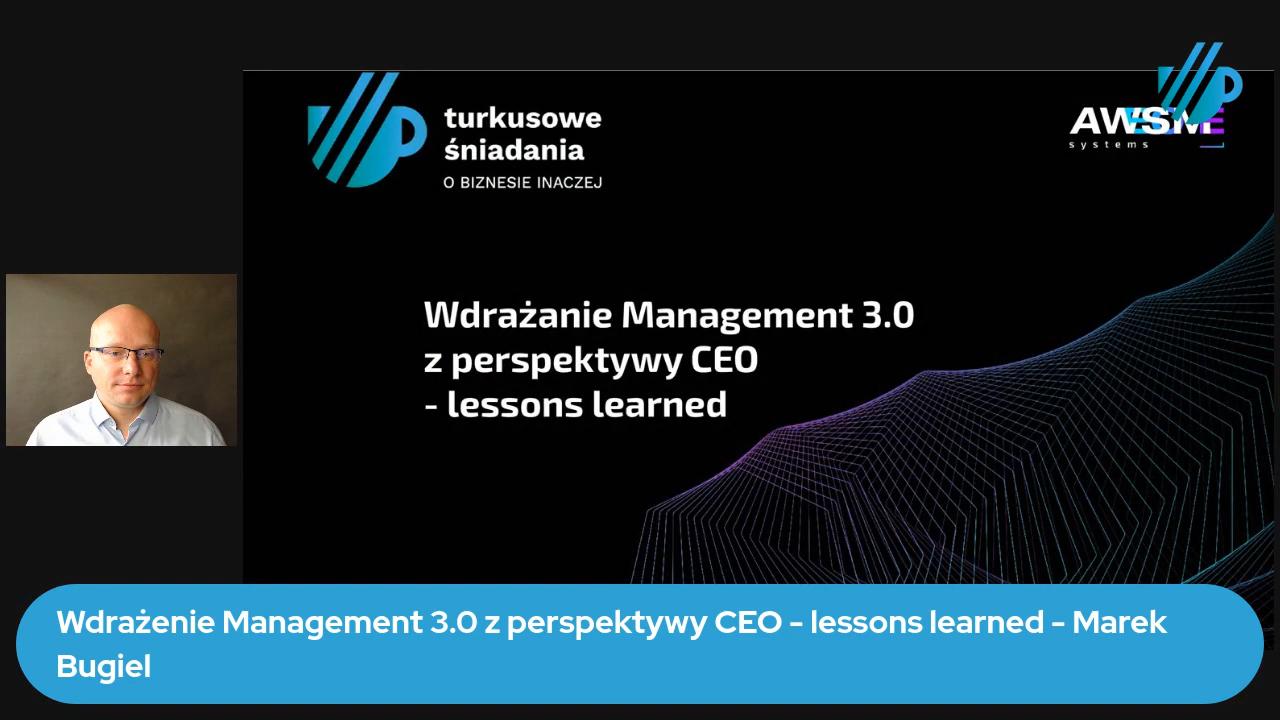 turkusowe
śniadania
O BIZNESIE INACZEJ
AWSM
systems
Wdrażanie Management 3.0
z perspektywy CEO
- lessons learned
Wdrażenie Management 3.0 z perspektywy CEO - lessons learned - Marek
Bugiel